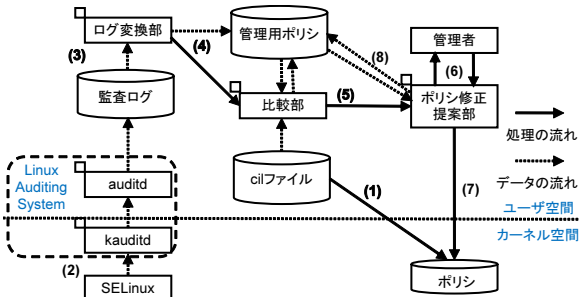 ログ変換部
(4)
管理用ポリシ
(8)
管理者
(3)
(6)
監査ログ
比較部
(5)
ポリシ修正
提案部
処理の流れ
Linux
Auditing
System
auditd
cilファイル
(1)
(7)
データの流れ
ユーザ空間
kauditd
カーネル空間
(2)
SELinux
ポリシ